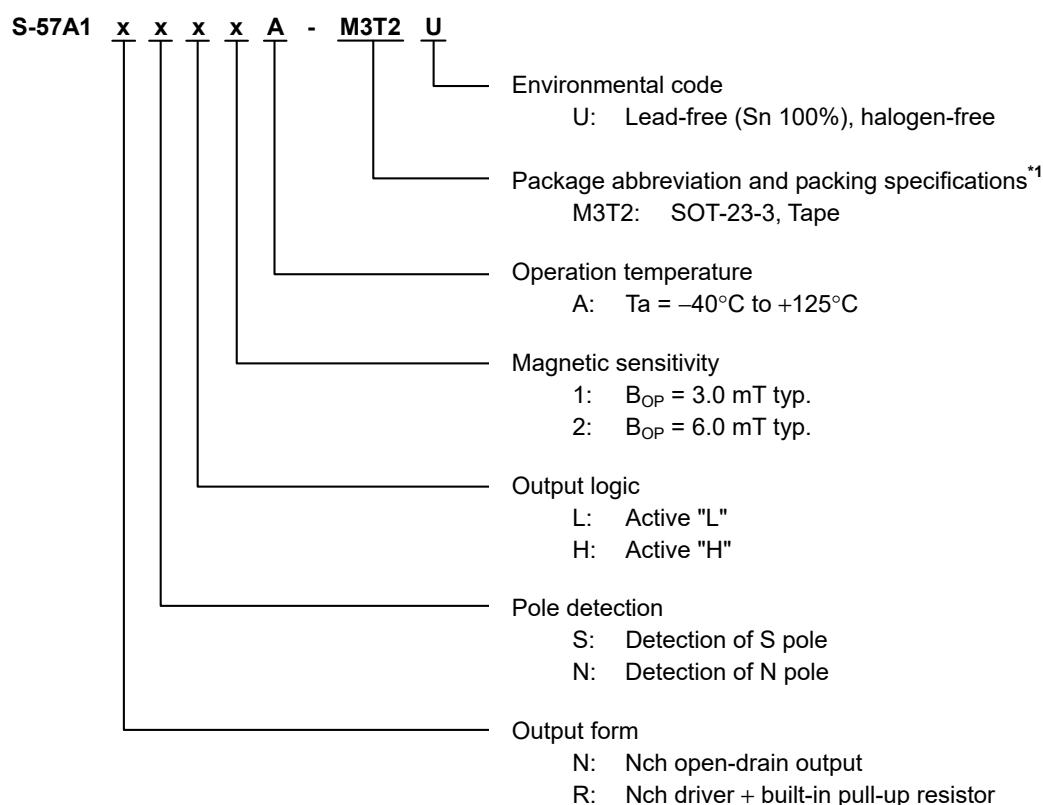 S-57A1 x x x x A - M3T2 U
Environmental code
U: Lead-free (Sn 100%), halogen-free
Package abbreviation and packing specifications*1
M3T2: SOT-23-3, Tape
Operation temperature
A: Ta = −40°C to +125°C
Magnetic sensitivity
1: BOP = 3.0 mT typ.
2: BOP = 6.0 mT typ.
Output logic
L: Active "L"
H: Active "H"
Pole detection
S: Detection of S pole
N: Detection of N pole
Output form
N: Nch open-drain output
R: Nch driver + built-in pull-up resistor